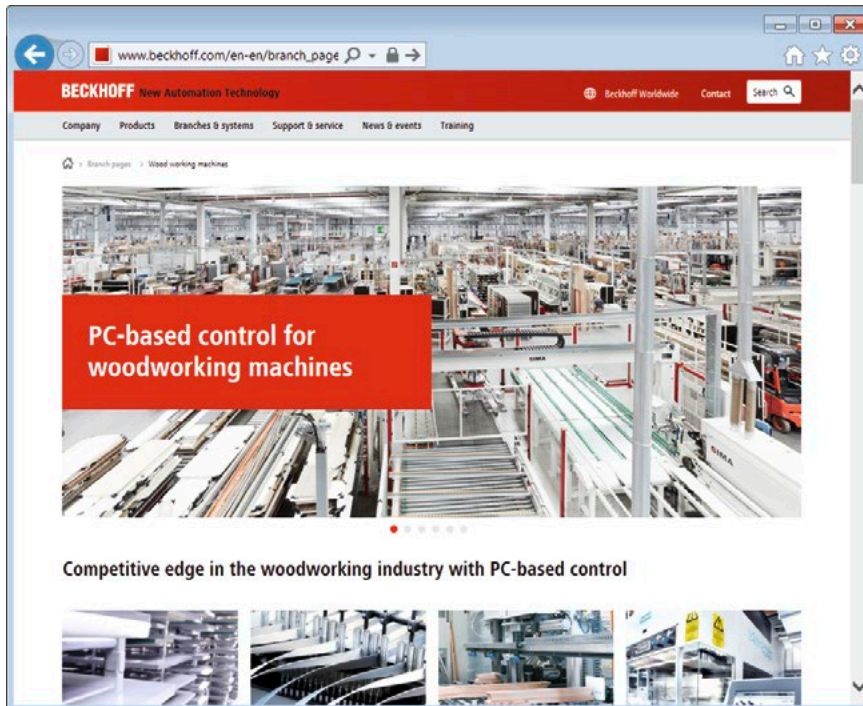 www.beckhoff.com/en-en/branch_page
BECKHOFF New Automation Technology
Beckhoff Worldwide
Contact
Search
Company
Products
Branches & systems
Support & service
News & events
Training
Branch pages > Wood working machines
PC-based control for
woodworking machines
SIMA
SIMA
Competitive edge in the woodworking industry with PC-based control